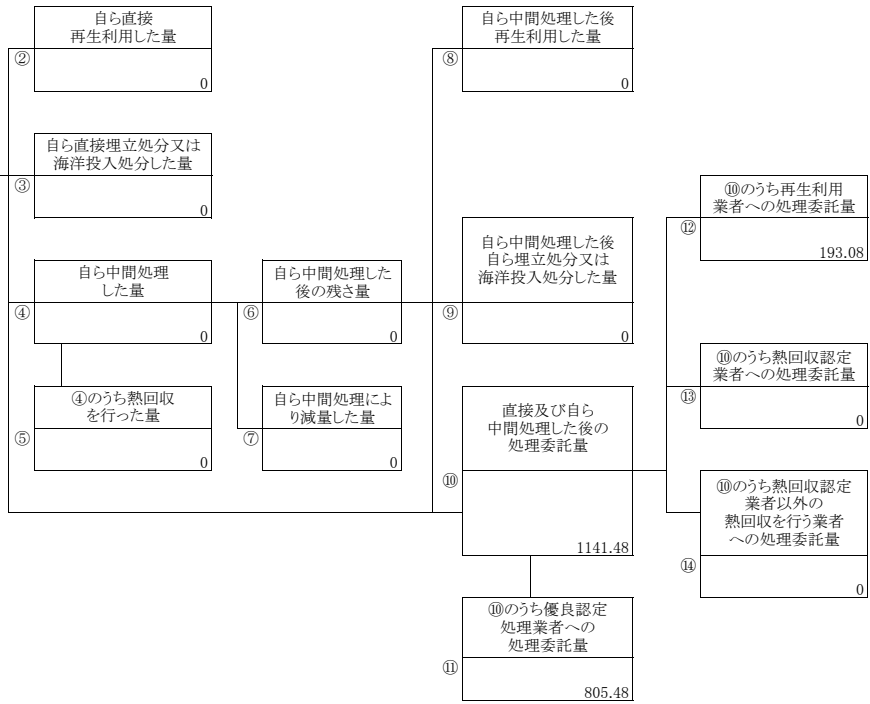 自ら直接
再生利用した量
②
0
自ら直接埋立処分又は
海洋投入処分した量
③
0
自ら中間処理
した量
④
0
④のうち熱回収
を行った量
⑤
0
自ら中間処理した
後の残さ量
⑥
0
自ら中間処理によ
り減量した量
⑦
0
自ら中間処理した後
再生利用した量
⑧
0
自ら中間処理した後
自ら埋立処分又は
海洋投入処分した量
⑨
0
直接及び自ら
中間処理した後の
処理委託量
⑩
1141.48
⑩のうち優良認定
処理業者への
処理委託量
⑪
805.48
⑩のうち再生利用
業者への処理委託量
⑫
193.08
⑩のうち熱回収認定
業者への処理委託量
⑬
0
⑩のうち熱回収認定
業者以外の
熱回収を行う業者
への処理委託量
⑭
0